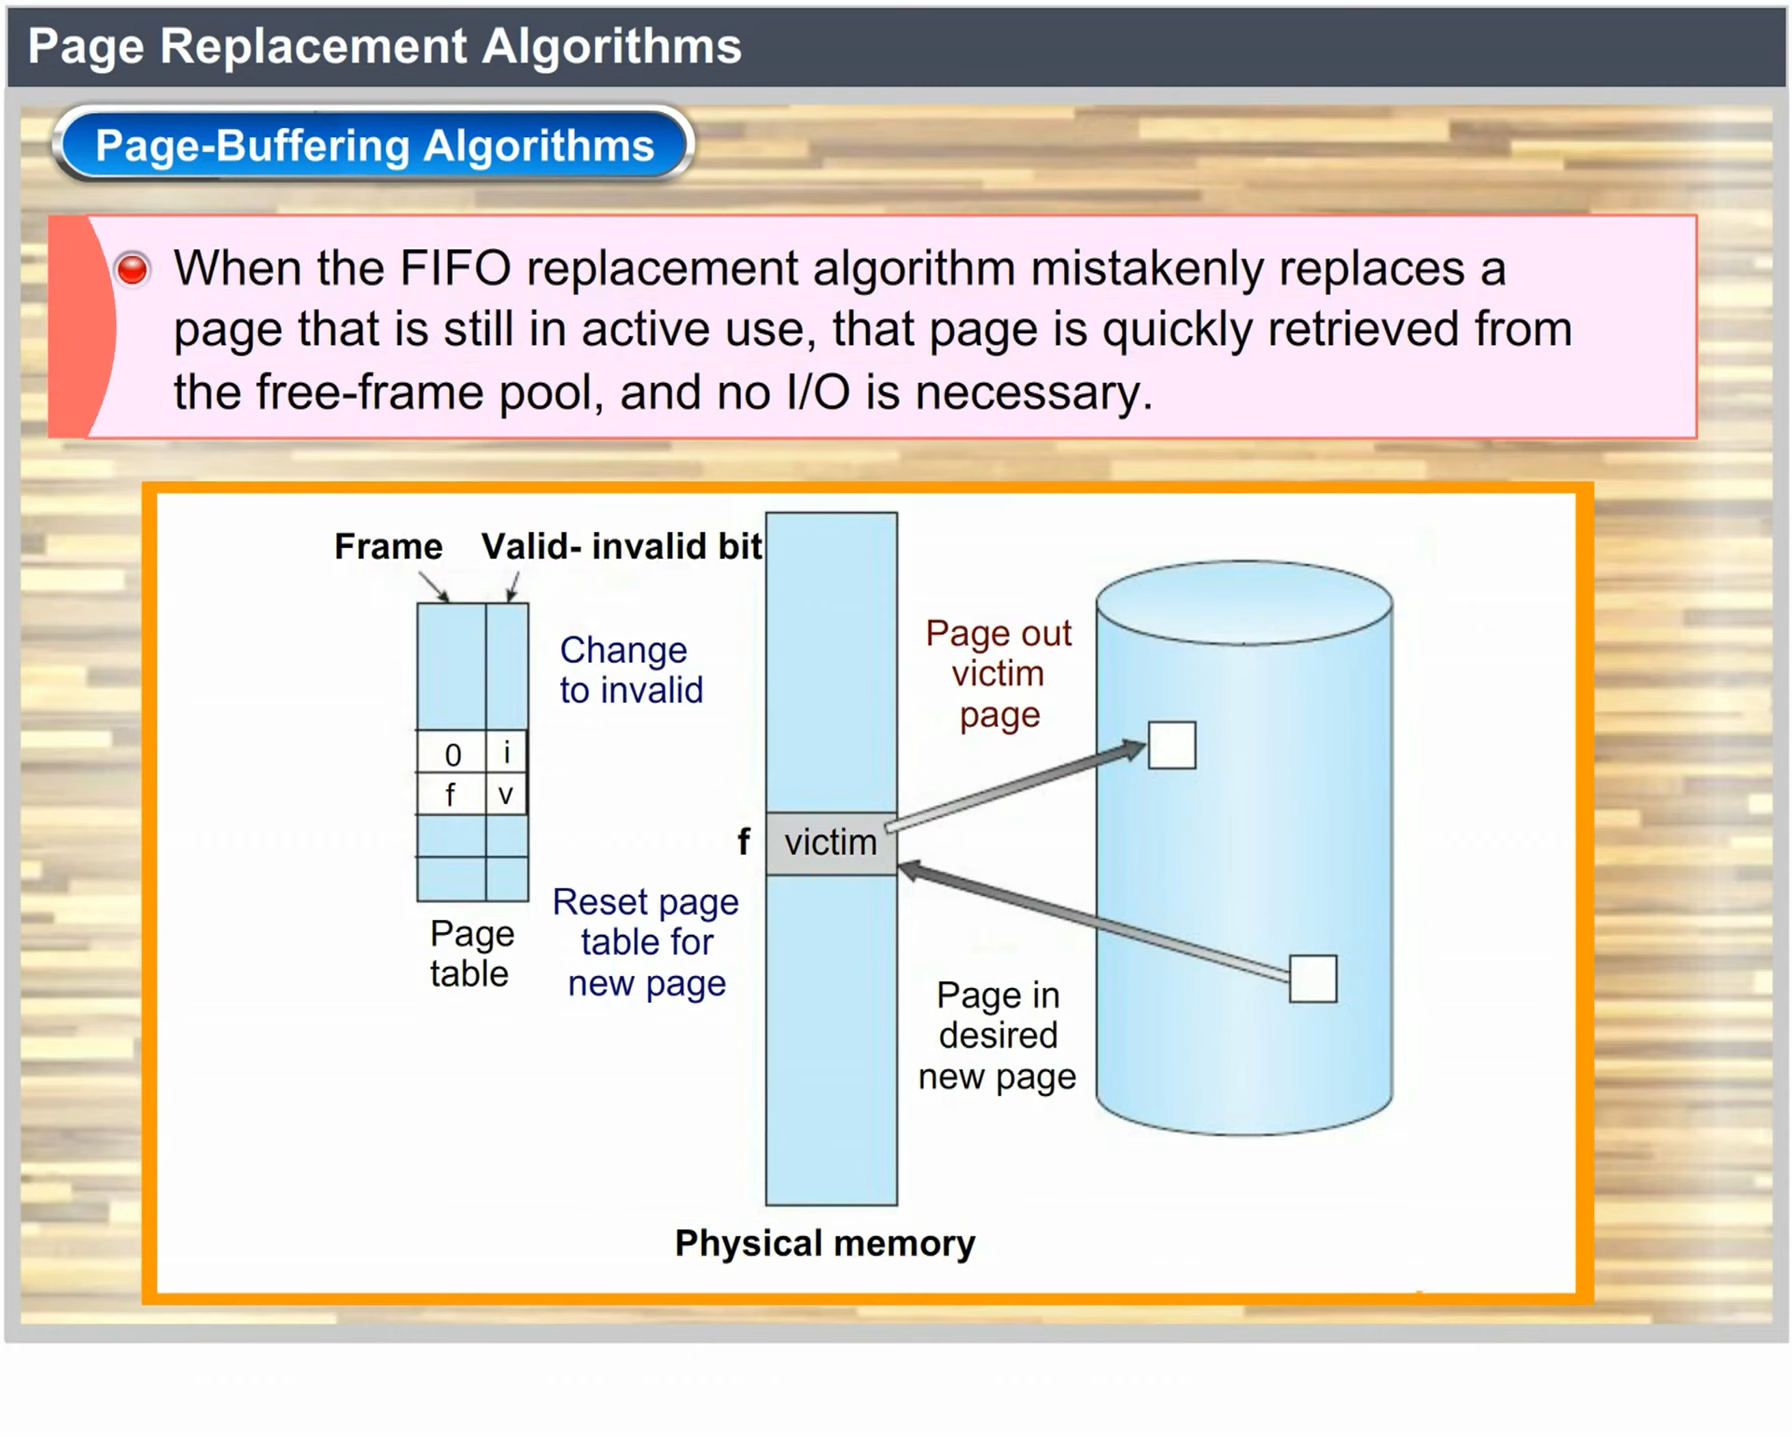 Page Replacement Algorithms
Page-Buffering Algorithms
When the FIFO replacement algorithm mistakenly replaces a
page that is still in active use, that page is quickly retrieved from
the free-frame pool, and no I/O is necessary.
Frame
Valid- invalid bit
Change
to invalid
0 i
f v
Page
table
Reset page
table for
new page
f
victim
Page out
victim
page
Page in
desired
new page
Physical memory